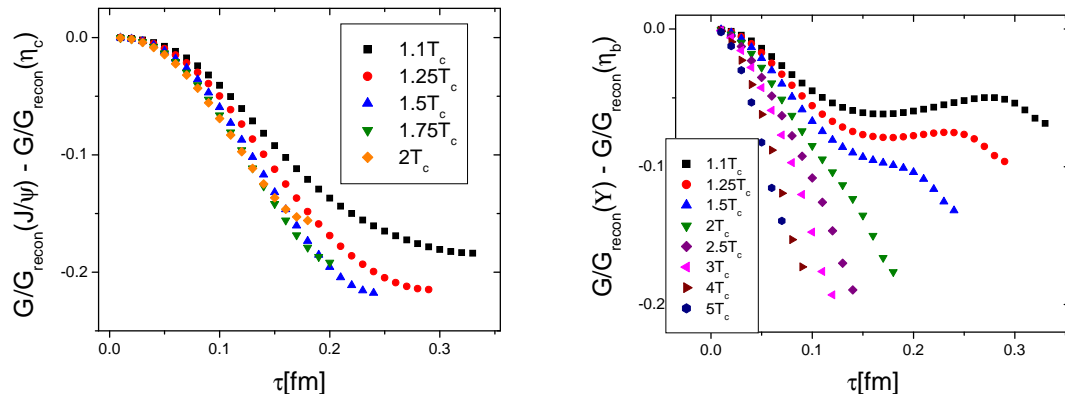 G/G_recon(J/ψ) - G/G_recon(η_c)
0.0
-0.1
-0.2
1.1T_c
1.25T_c
1.5T_c
1.75T_c
2T_c
0.0 0.1 0.2 0.3
τ[fm]
G/G_recon(Υ) - G/G_recon(η_b)
-0.0
-0.1
-0.2
1.1T_c
1.25T_c
1.5T_c
2T_c
2.5T_c
3T_c
4T_c
5T_c
0.0 0.1 0.2 0.3
τ[fm]